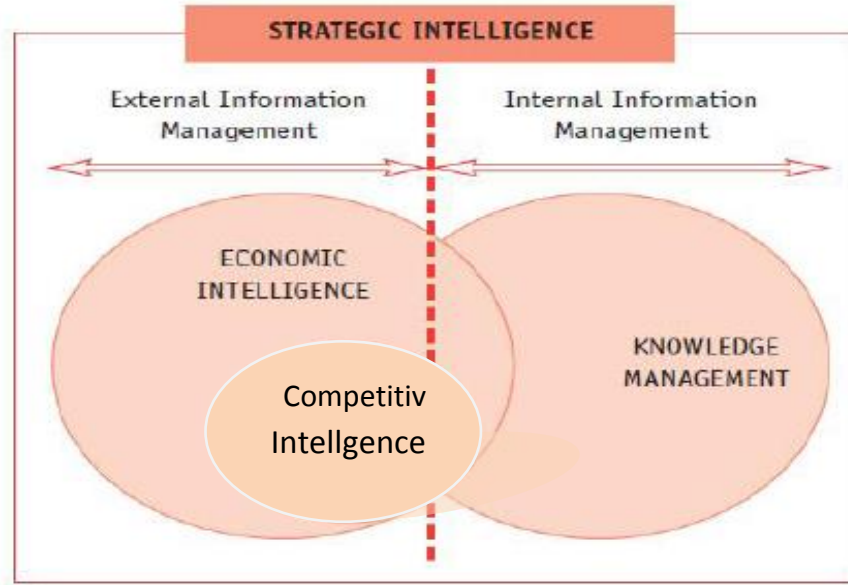 STRATEGIC INTELLIGENCE
External Information
Management
Internal Information
Management
ECONOMIC
INTELLIGENCE
KNOWLEDGE
MANAGEMENT
Competitiv
Intellgence